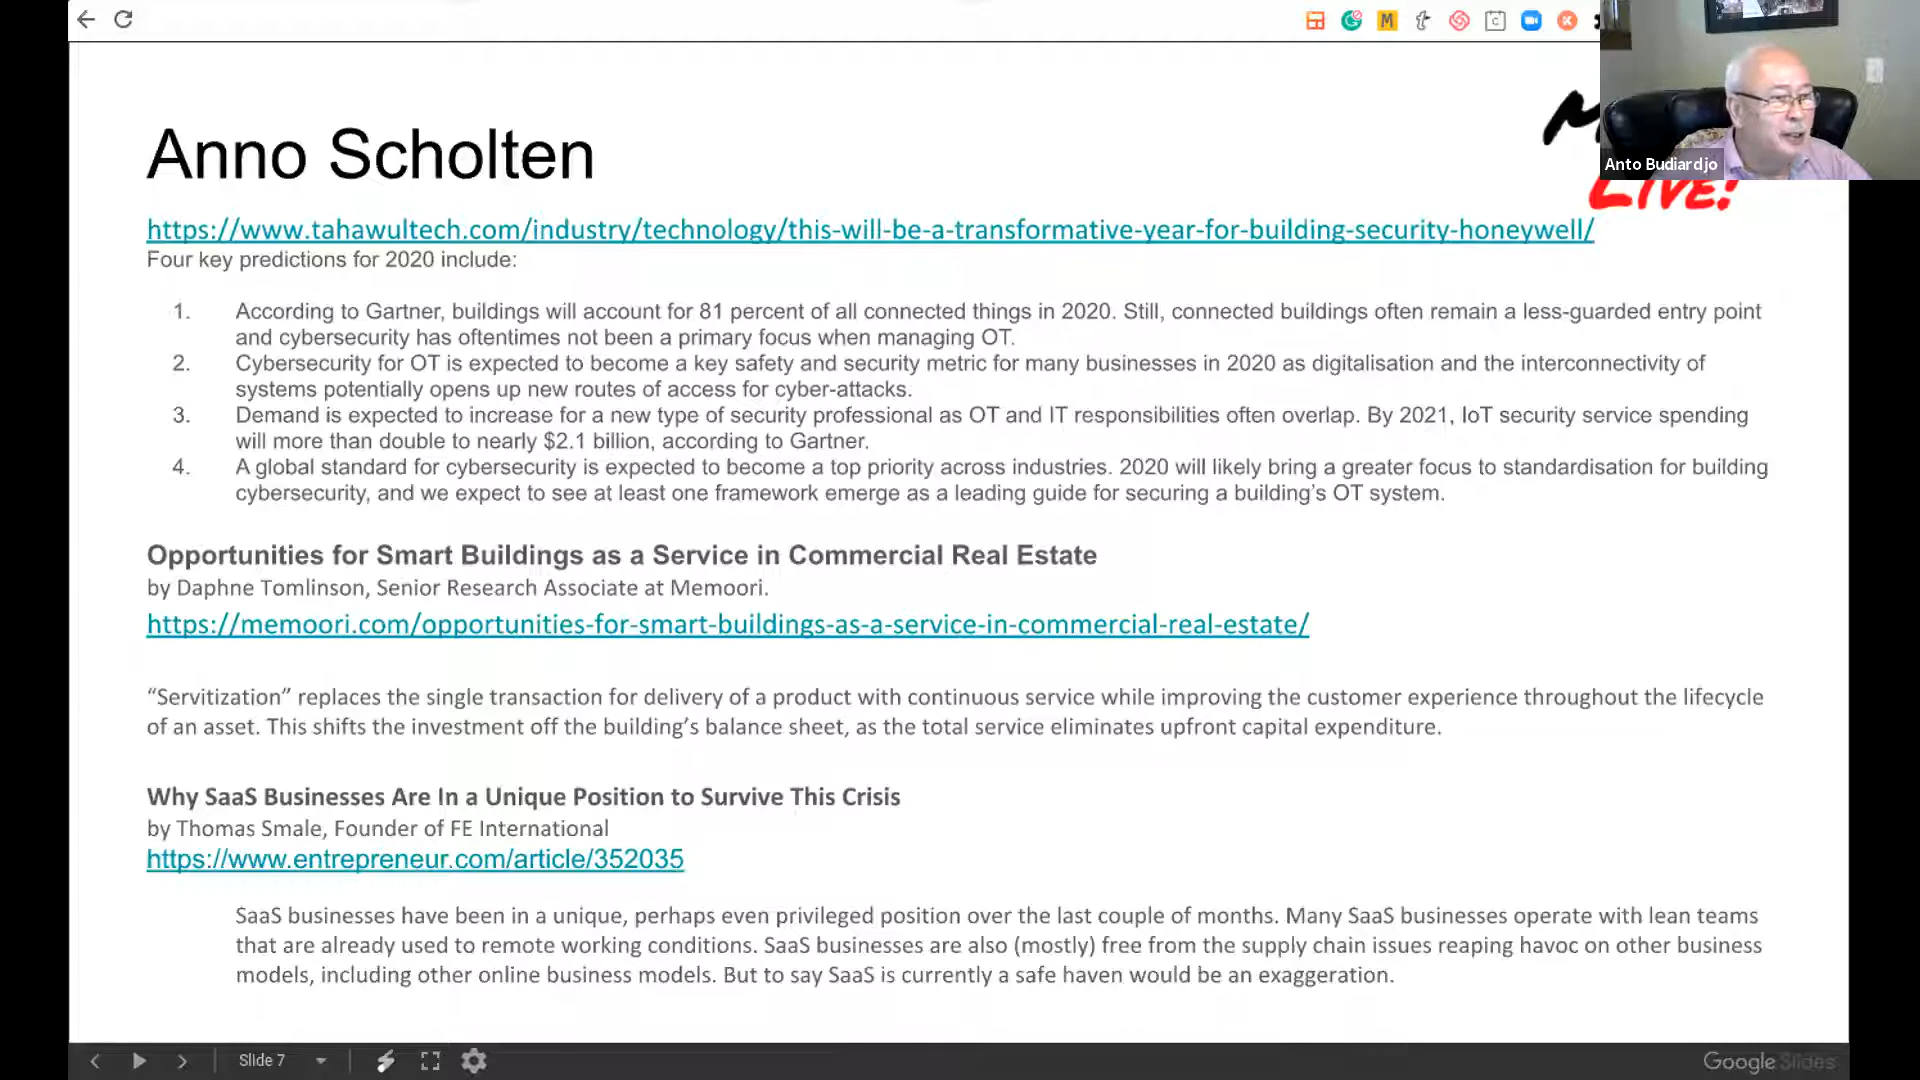 Anno Scholten
LIVE!
Anto Budiardjo
https://www.tahawultech.com/industry/technology/this-will-be-a-transformative-year-for-building-security-honeywell/
Four key predictions for 2020 include:
1. According to Gartner, buildings will account for 81 percent of all connected things in 2020. Still, connected buildings often remain a less-guarded entry point
and cybersecurity has oftentimes not been a primary focus when managing OT.
2. Cybersecurity for OT is expected to become a key safety and security metric for many businesses in 2020 as digitalisation and the interconnectivity of
systems potentially opens up new routes of access for cyber-attacks.
3. Demand is expected to increase for a new type of security professional as OT and IT responsibilities often overlap. By 2021, IoT security service spending
will more than double to nearly $2.1 billion, according to Gartner.
4. A global standard for cybersecurity is expected to become a top priority across industries. 2020 will likely bring a greater focus to standardisation for building
cybersecurity, and we expect to see at least one framework emerge as a leading guide for securing a building’s OT system.
Opportunities for Smart Buildings as a Service in Commercial Real Estate
by Daphne Tomlinson, Senior Research Associate at Memoori.
https://memoori.com/opportunities-for-smart-buildings-as-a-service-in-commercial-real-estate/
“Servitization” replaces the single transaction for delivery of a product with continuous service while improving the customer experience throughout the lifecycle
of an asset. This shifts the investment off the building’s balance sheet, as the total service eliminates upfront capital expenditure.
Why SaaS Businesses Are In a Unique Position to Survive This Crisis
by Thomas Smale, Founder of FE International
https://www.entrepreneur.com/article/352035
SaaS businesses have been in a unique, perhaps even privileged position over the last couple of months. Many SaaS businesses operate with lean teams
that are already used to remote working conditions. SaaS businesses are also (mostly) free from the supply chain issues reaping havoc on other business
models, including other online business models. But to say SaaS is currently a safe haven would be an exaggeration.
Slide 7
Google Slides